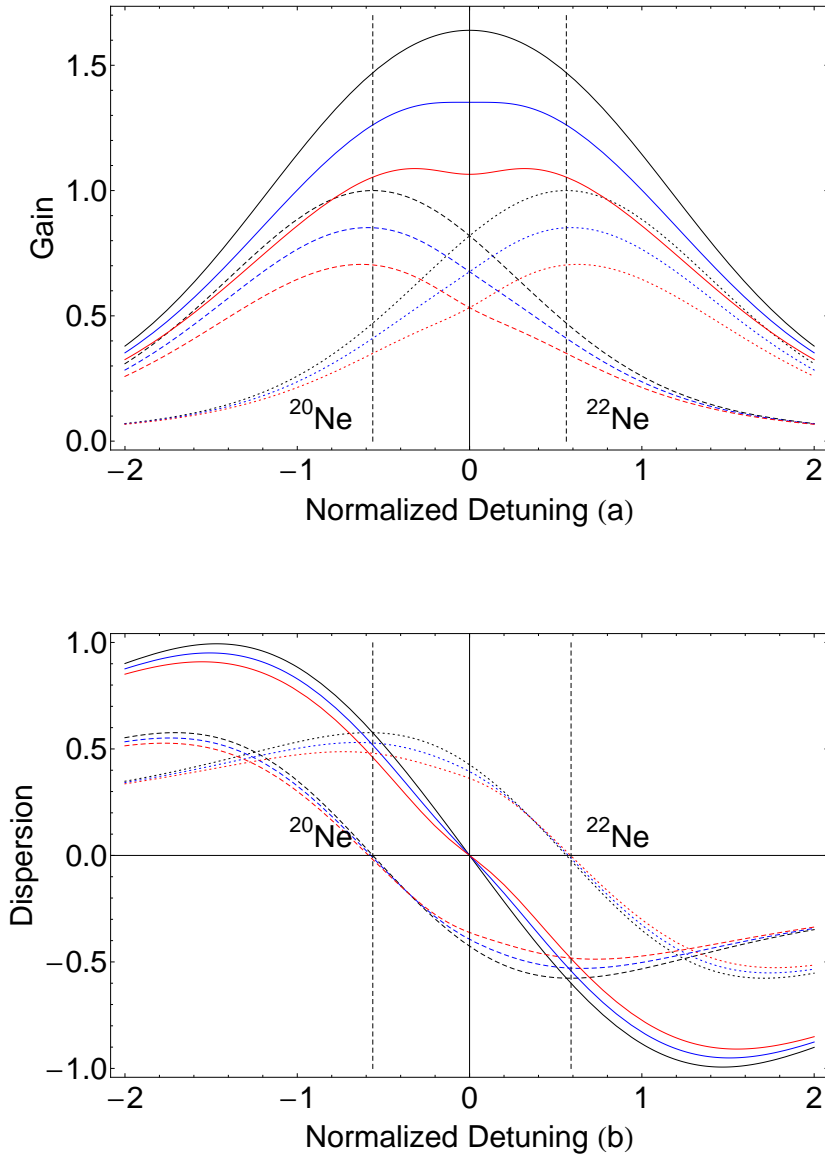 1.5
1.0
0.5
0.0
Gain
²⁰Ne
²²Ne
−2
−1
0
1
2
Normalized Detuning (a)
1.0
0.5
0.0
−0.5
−1.0
Dispersion
²⁰Ne
²²Ne
−2
−1
0
1
2
Normalized Detuning (b)